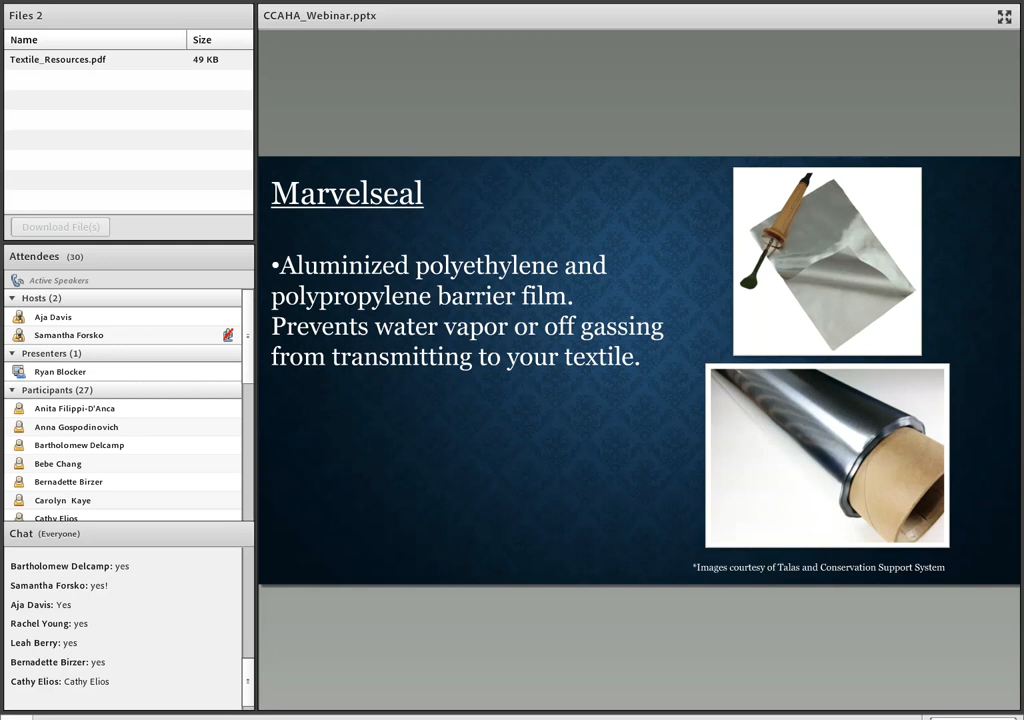 Files 2
Name Size
Textile_Resources.pdf 49 KB
Download File(s)
Attendees (30)
Active Speakers
Hosts (2)
Aja Davis
Samantha Forsko
Presenters (1)
Ryan Blocker
Participants (27)
Anita Filippi-D'Anca
Anna Gospodinovich
Bartholomew Delcamp
Bebe Chang
Bernadette Birzer
Carolyn Kaye
Cathy Elios
Chat (Everyone)
Bartholomew Delcamp: yes
Samantha Forsko: yes!
Aja Davis: Yes
Rachel Young: yes
Leah Berry: yes
Bernadette Birzer: yes
Cathy Elios: Cathy Elios
CCAHA_Webinar.pptx
Marvelseal
•Aluminized polyethylene and
polypropylene barrier film.
Prevents water vapor or off gassing
from transmitting to your textile.
*Images courtesy of Talas and Conservation Support System